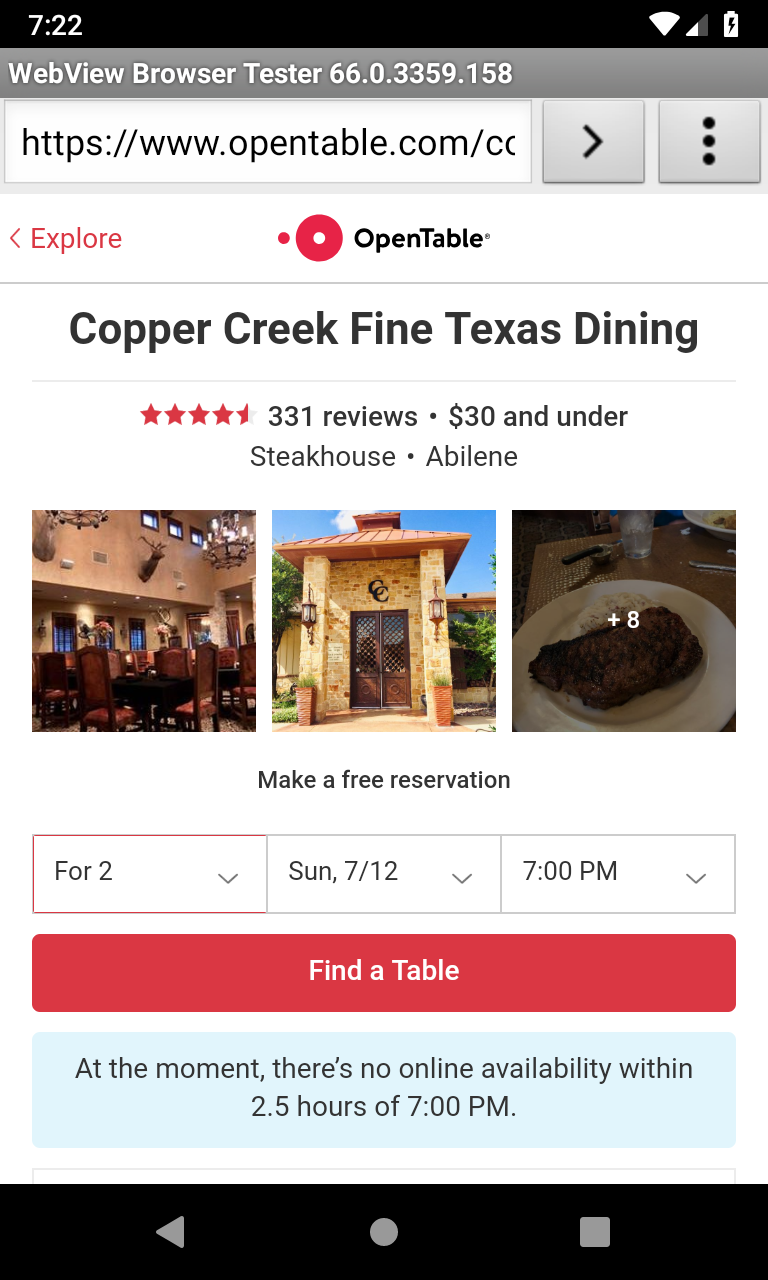 7:22
WebView Browser Tester 66.0.3359.158
https://www.opentable.com/co
Explore
OpenTable®
Copper Creek Fine Texas Dining
331 reviews • $30 and under
Steakhouse • Abilene
CC
+ 8
Make a free reservation
For 2
Sun, 7/12
7:00 PM
Find a Table
At the moment, there’s no online availability within
2.5 hours of 7:00 PM.